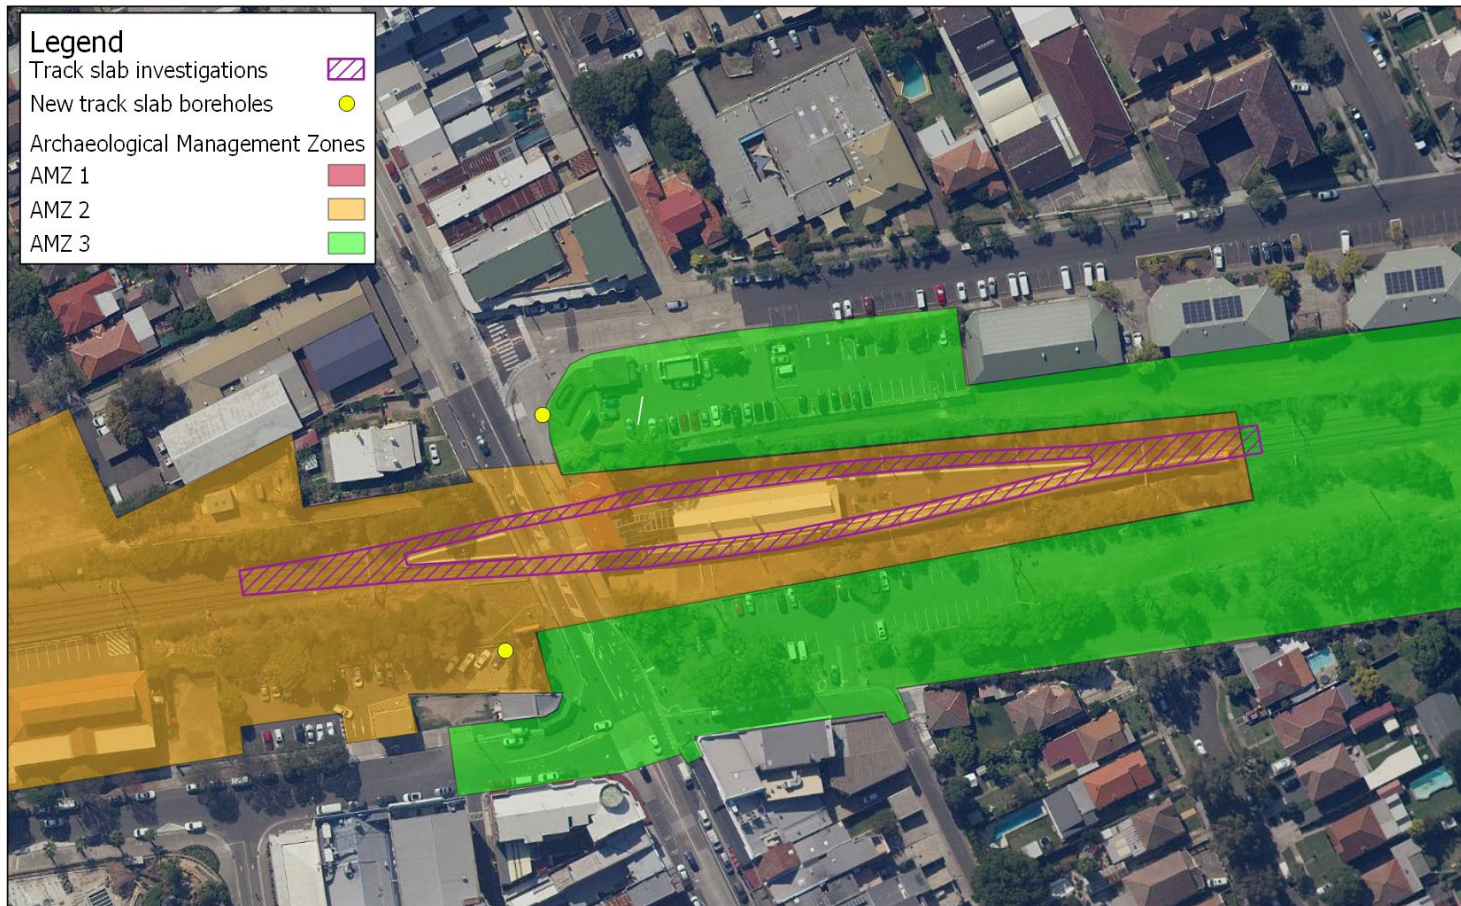 Legend
Track slab investigations
New track slab boreholes
Archaeological Management Zones
AMZ 1
AMZ 2
AMZ 3